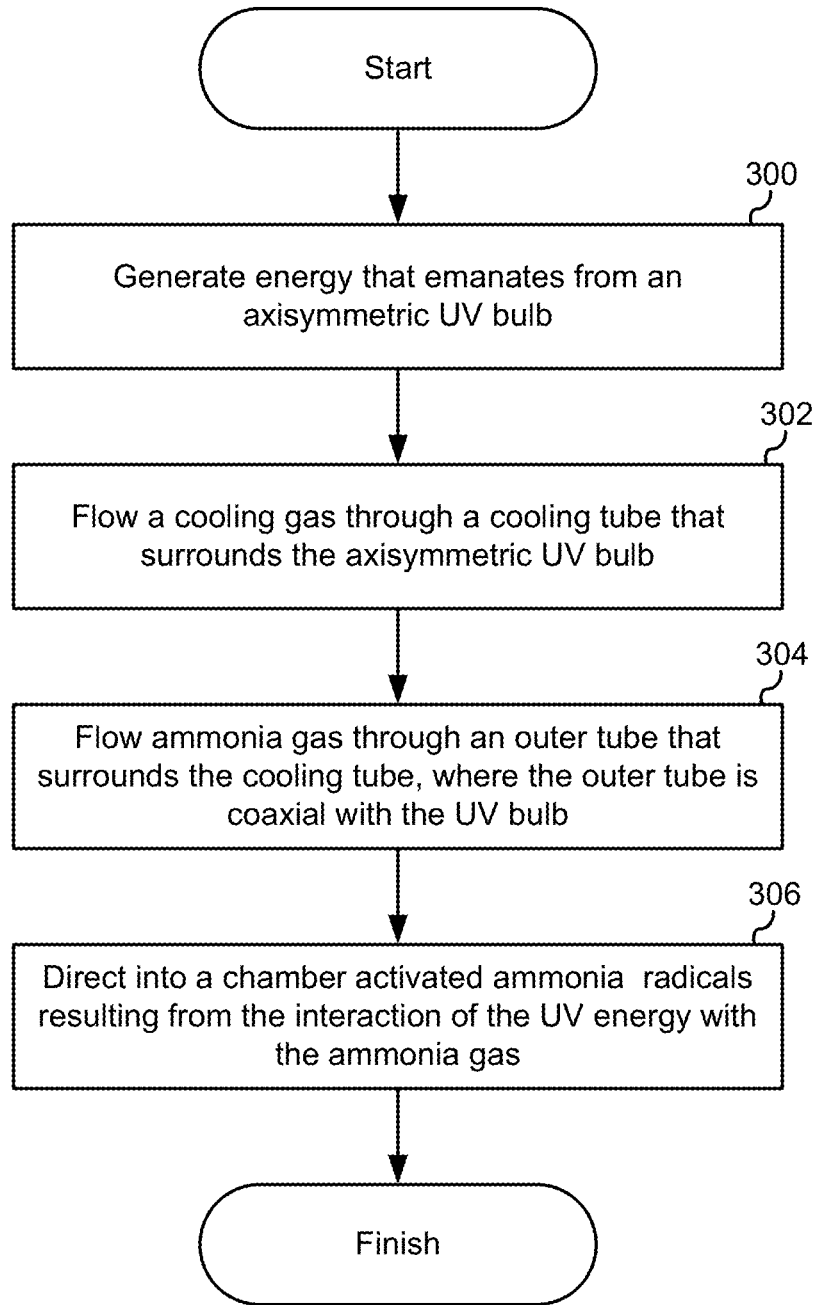 Start
300
Generate energy that emanates from an
axisymmetric UV bulb
302
Flow a cooling gas through a cooling tube that
surrounds the axisymmetric UV bulb
304
Flow ammonia gas through an outer tube that
surrounds the cooling tube, where the outer tube is
coaxial with the UV bulb
306
Direct into a chamber activated ammonia radicals
resulting from the interaction of the UV energy with
the ammonia gas
Finish